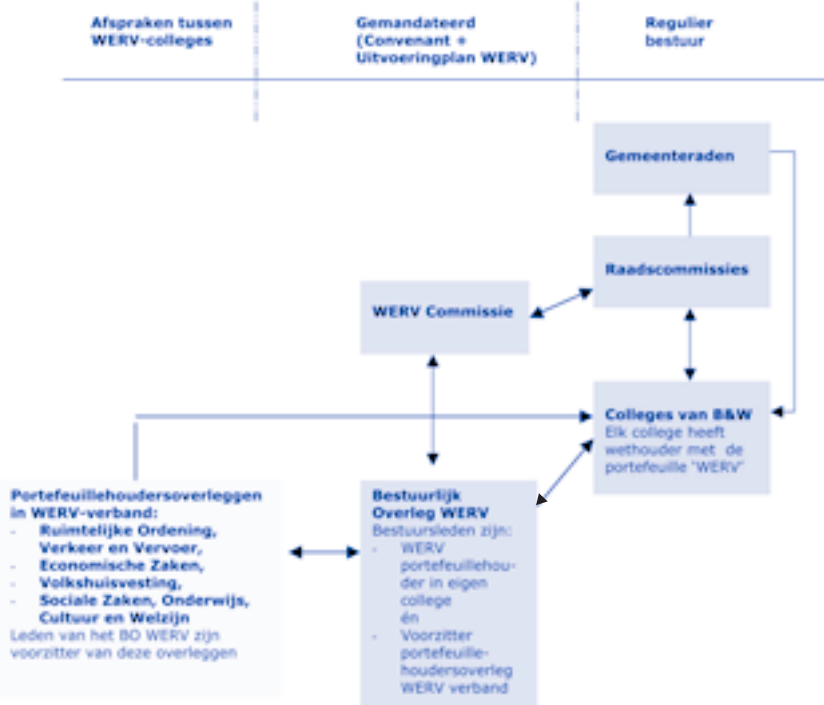 Afspraken tussen
WERV-colleges
Gemandateerd
(Convenant +
Uitvoeringplan WERV)
Regulier
bestuur
Gemeenteraden
Raadscommissies
WERV Commissie
Colleges van B&W
Elk college heeft
wethouder met de
portefeuille "WERV"
Portefeuillehoudersoverleggen
in WERV-verband:
- Ruimtelijke Ordening,
Verkeer en Vervoer,
- Economische Zaken,
- Volkshuisvesting,
- Sociale Zaken, Onderwijs,
Cultuur en Welzijn
Leden van het BO WERV zijn
voorzitter van deze overleggen
Bestuurlijk
Overleg WERV
Bestuursleden zijn:
- WERV
portefeuillehou-
der in eigen
college
én
- Voorzitter
portefeuille-
houdersoverleg
WERV verband